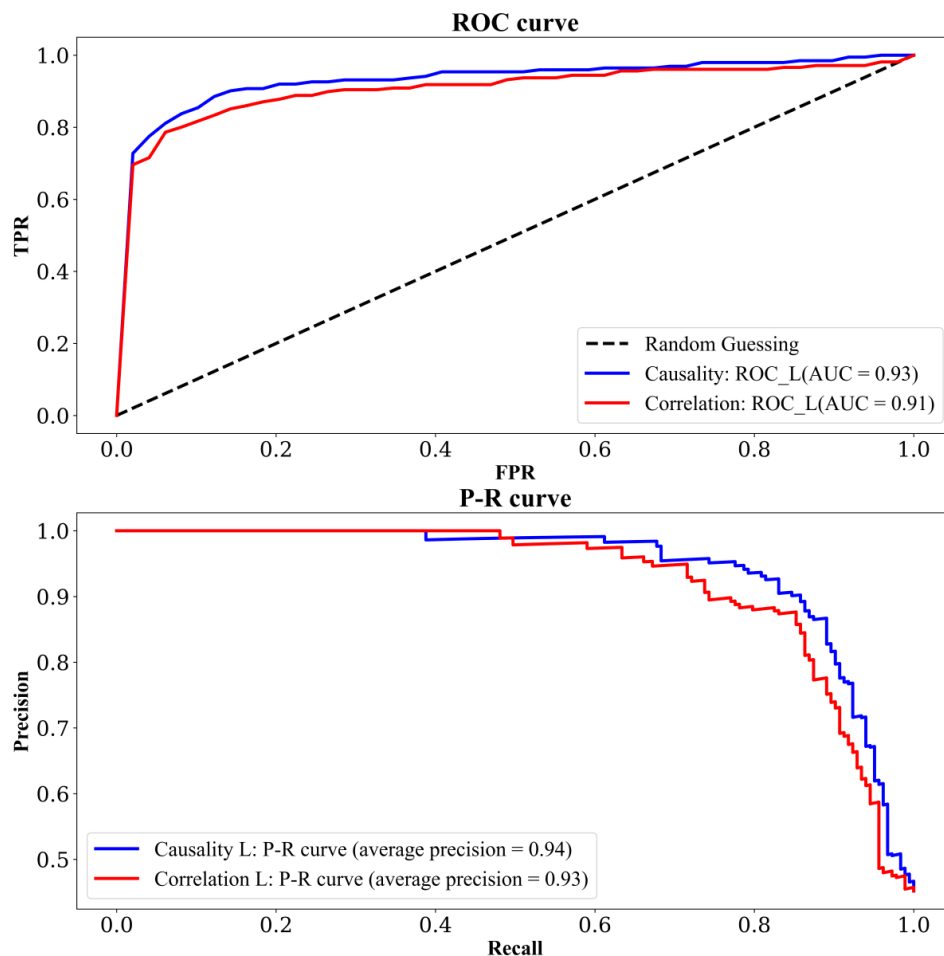 ROC curve
1.0
0.8
0.6
0.4
0.2
0.0
TPR
Random Guessing
Causality: ROC_L(AUC = 0.93)
Correlation: ROC_L(AUC = 0.91)
0.0 0.2 0.4 0.6 0.8 1.0
FPR
P-R curve
1.0
0.9
0.8
0.7
0.6
0.5
Precision
Causality L: P-R curve (average precision = 0.94)
Correlation L: P-R curve (average precision = 0.93)
0.0 0.2 0.4 0.6 0.8 1.0
Recall